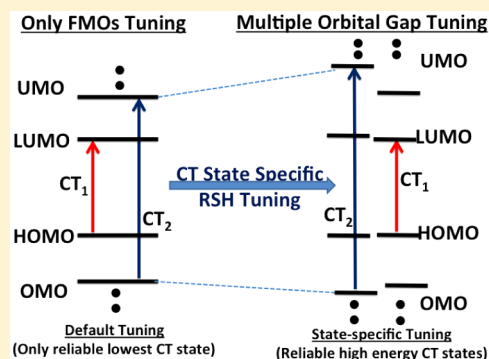 Only FMOs Tuning
Multiple Orbital Gap Tuning
UMO
LUMO
CT1
CT2
HOMO
OMO
CT State Specific
RSH Tuning
UMO
LUMO
CT1
CT2
HOMO
OMO
Default Tuning
(Only reliable lowest CT state)
State-specific Tuning
(Reliable high energy CT states)